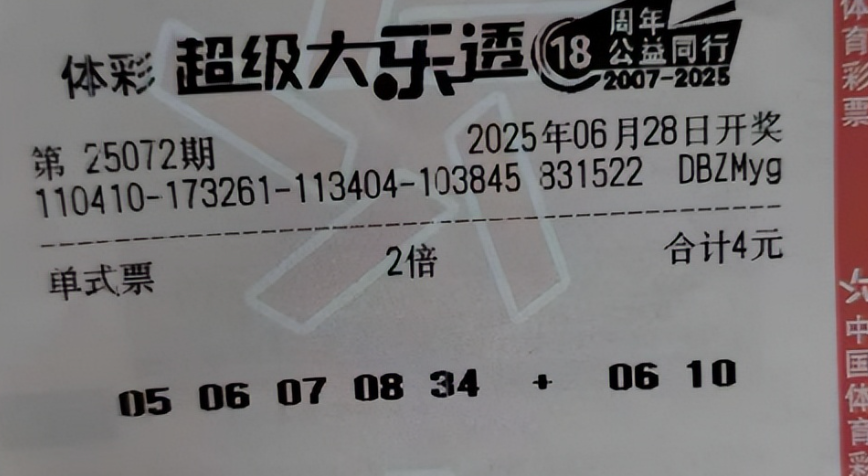 体彩 超级大乐透 18 周年
公益同行
2007-2025
第 25072期 2025年06月28日开奖
110410-173261-113404-103845 831522 DBZMyg
单式票 2倍 合计4元
05 06 07 08 34 + 06 10
体育彩票
中国体育彩